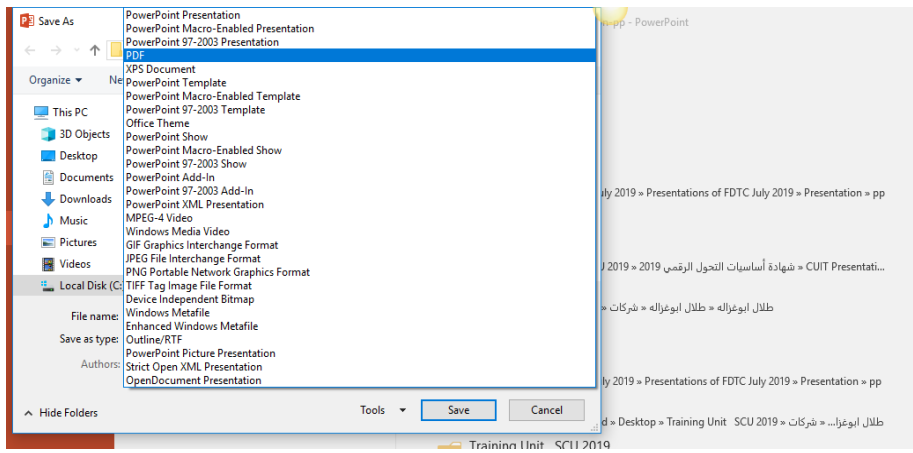 Save As
PowerPoint Presentation
PowerPoint Macro-Enabled Presentation
PowerPoint 97-2003 Presentation
PDF
XPS Document
PowerPoint Template
PowerPoint Macro-Enabled Template
PowerPoint 97-2003 Template
Office Theme
PowerPoint Show
PowerPoint Macro-Enabled Show
PowerPoint 97-2003 Show
PowerPoint Add-In
PowerPoint 97-2003 Add-In
PowerPoint XML Presentation
MPEG-4 Video
Windows Media Video
GIF Graphics Interchange Format
JPEG File Interchange Format
PNG Portable Network Graphics Format
TIFF Tag Image File Format
Device Independent Bitmap
Windows Metafile
Enhanced Windows Metafile
Outline/RTF
PowerPoint Picture Presentation
Strict Open XML Presentation
OpenDocument Presentation
Organize
This PC
3D Objects
Desktop
Documents
Downloads
Music
Pictures
Videos
Local Disk (C:
File name:
Save as type:
Authors:
Hide Folders
Tools
Save
Cancel
pp - PowerPoint
2019 » Presentations of FDTC July 2019 » Presentation » pp
CUIT Presentati... « شهادة أساسيات التحول الرقمي 2019 « 2019
طلال ابوغزاله « طلال ابوغزاله « شركات «
2019 » Presentations of FDTC July 2019 » Presentation » pp
» Desktop » Training Unit SCU 2019 « طلال ابوغزا... « شركات
Training Unit SCU 2019